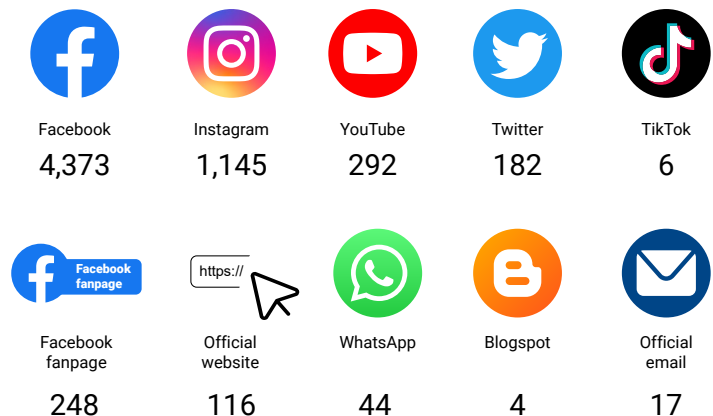 Facebook
Instagram
YouTube
Twitter
TikTok
4,373
1,145
292
182
6
Facebook
fanpage
https://
Facebook
fanpage
Official
website
WhatsApp
Blogspot
Official
email
248
116
44
4
17